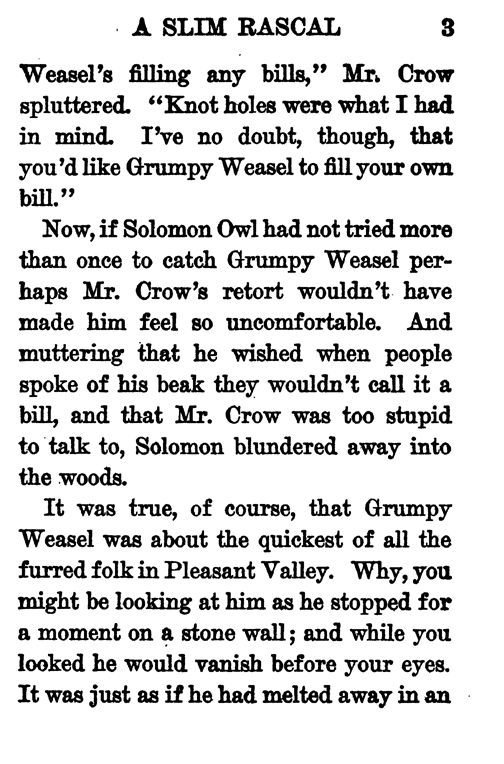 A SLIM RASCAL 3
Weasel's filling any bills," Mr. Crow
spluttered. "Knot holes were what I had
in mind. I've no doubt, though, that
you'd like Grumpy Weasel to fill your own
bill."
Now, if Solomon Owl had not tried more
than once to catch Grumpy Weasel per-
haps Mr. Crow's retort wouldn't have
made him feel so uncomfortable. And
muttering that he wished when people
spoke of his beak they wouldn't call it a
bill, and that Mr. Crow was too stupid
to talk to, Solomon blundered away into
the woods.
It was true, of course, that Grumpy
Weasel was about the quickest of all the
furred folk in Pleasant Valley. Why, you
might be looking at him as he stopped for
a moment on a stone wall; and while you
looked he would vanish before your eyes.
It was just as if he had melted away in an